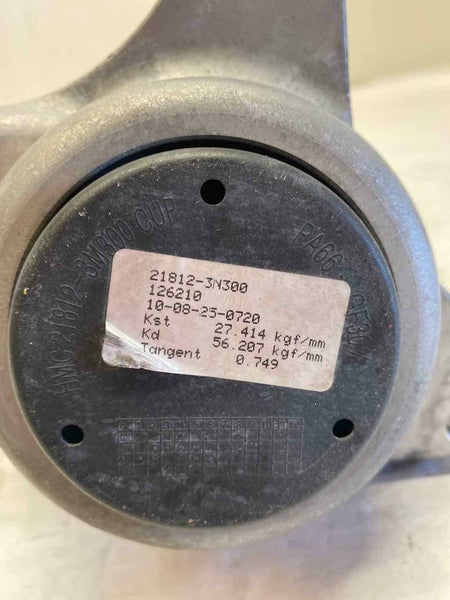 HMC 21812-3N300 CUP
PA66
21812-3N300
126210
10-08-25-0720
Kst 27.414 kgf/mm
Kd 56.207 kgf/mm
Tangent 0.749